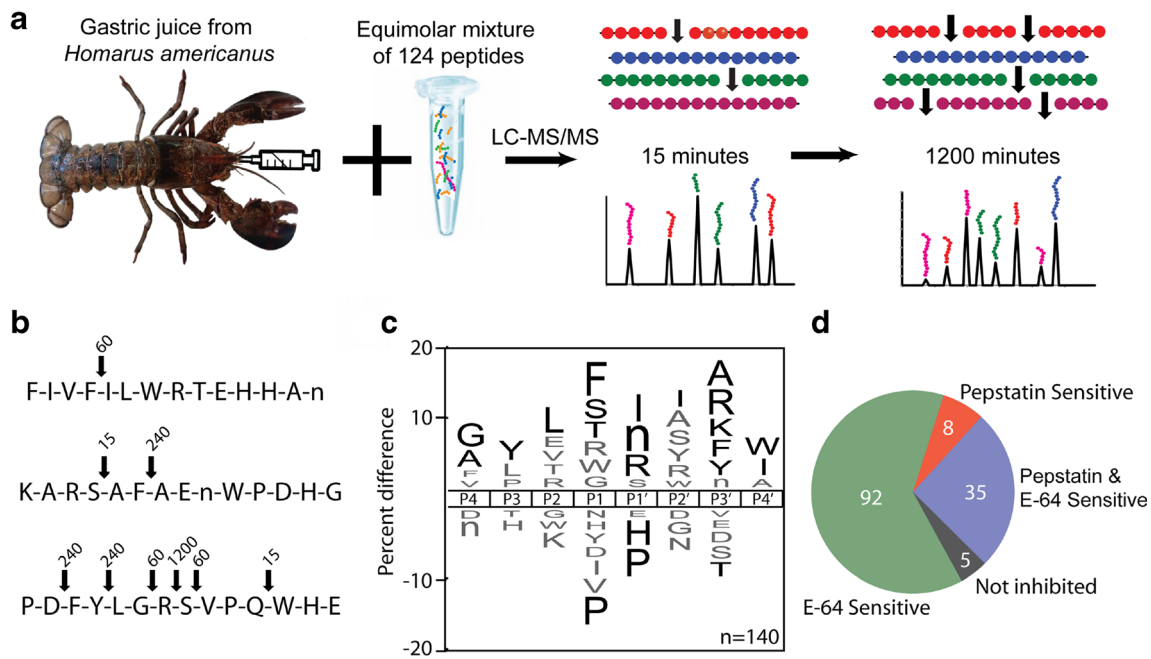 a
Gastric juice from
Homarus americanus
Equimolar mixture
of 124 peptides
LC-MS/MS
15 minutes
1200 minutes
b
60
F-I-V-F-I-L-W-R-T-E-H-H-A-n
15
240
K-A-R-S-A-F-A-E-n-W-P-D-H-G
240
240
60
1200
60
15
P-D-F-Y-L-G-R-S-V-P-Q-W-H-E
c
Percent difference
20
10
-10
-20
G A F V
Y L P
L E V T R
F S T R W G
I n R S
I A S Y R W
A R K F Y n
W I A
P4 P3 P2 P1 P1′ P2′ P3′ P4′
D n
T H
G W K
N H Y D I V P
E H P
D G N
V E D S T
n=140
d
Pepstatin Sensitive
8
Pepstatin &
E-64 Sensitive
35
92
5
Not inhibited
E-64 Sensitive